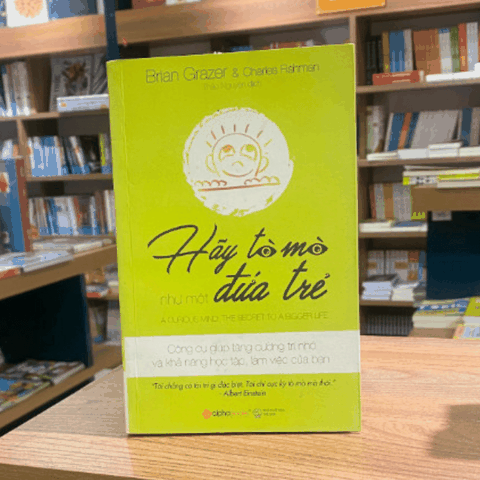 Brian Grazer & Charles Fishman
Hãy tò mò
như một đứa trẻ
A CURIOUS MIND: THE SECRET TO A BIGGER LIFE
Công cụ giúp tăng cường trí nhớ
và khả năng học tập, làm việc của bạn
"Tôi chẳng có tài trí gì đặc biệt. Tôi chỉ cực kỳ tò mò mà thôi."
- Albert Einstein
alphabooks